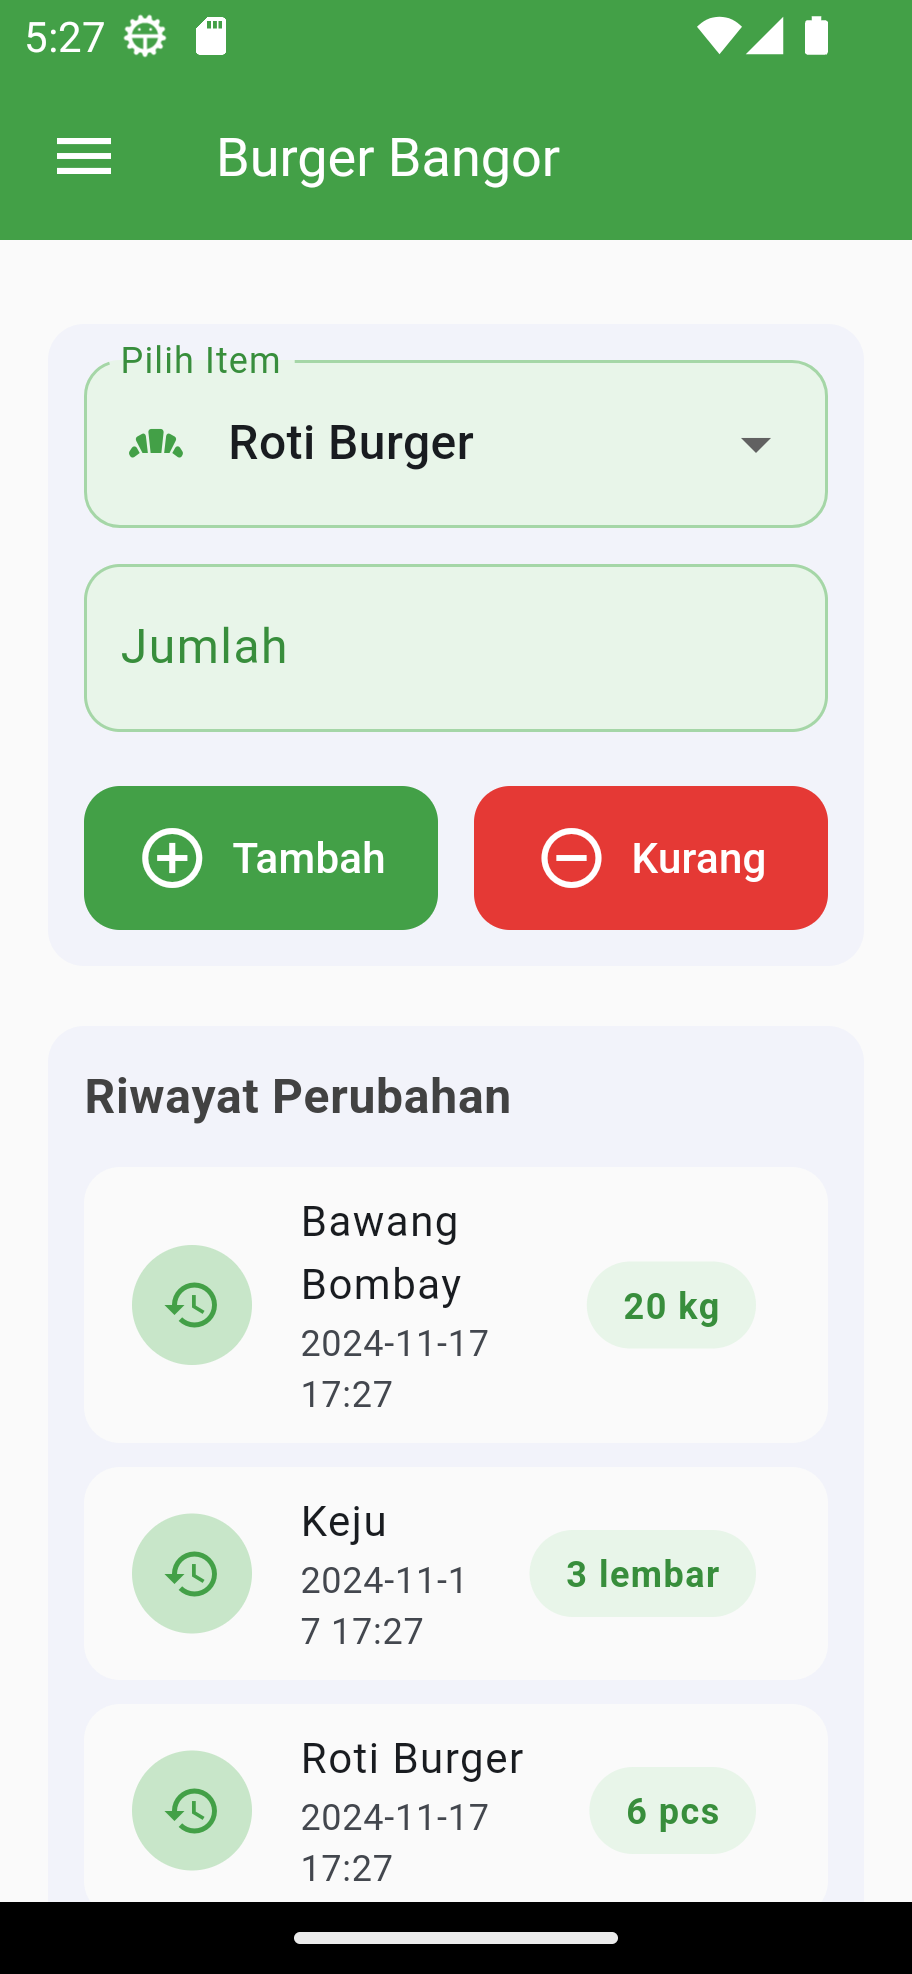 5:27
Burger Bangor
Pilih Item
Roti Burger
Jumlah
Tambah
Kurang
Riwayat Perubahan
Bawang
Bombay
2024-11-17
17:27
20 kg
Keju
2024-11-1
7 17:27
3 lembar
Roti Burger
2024-11-17
17:27
6 pcs